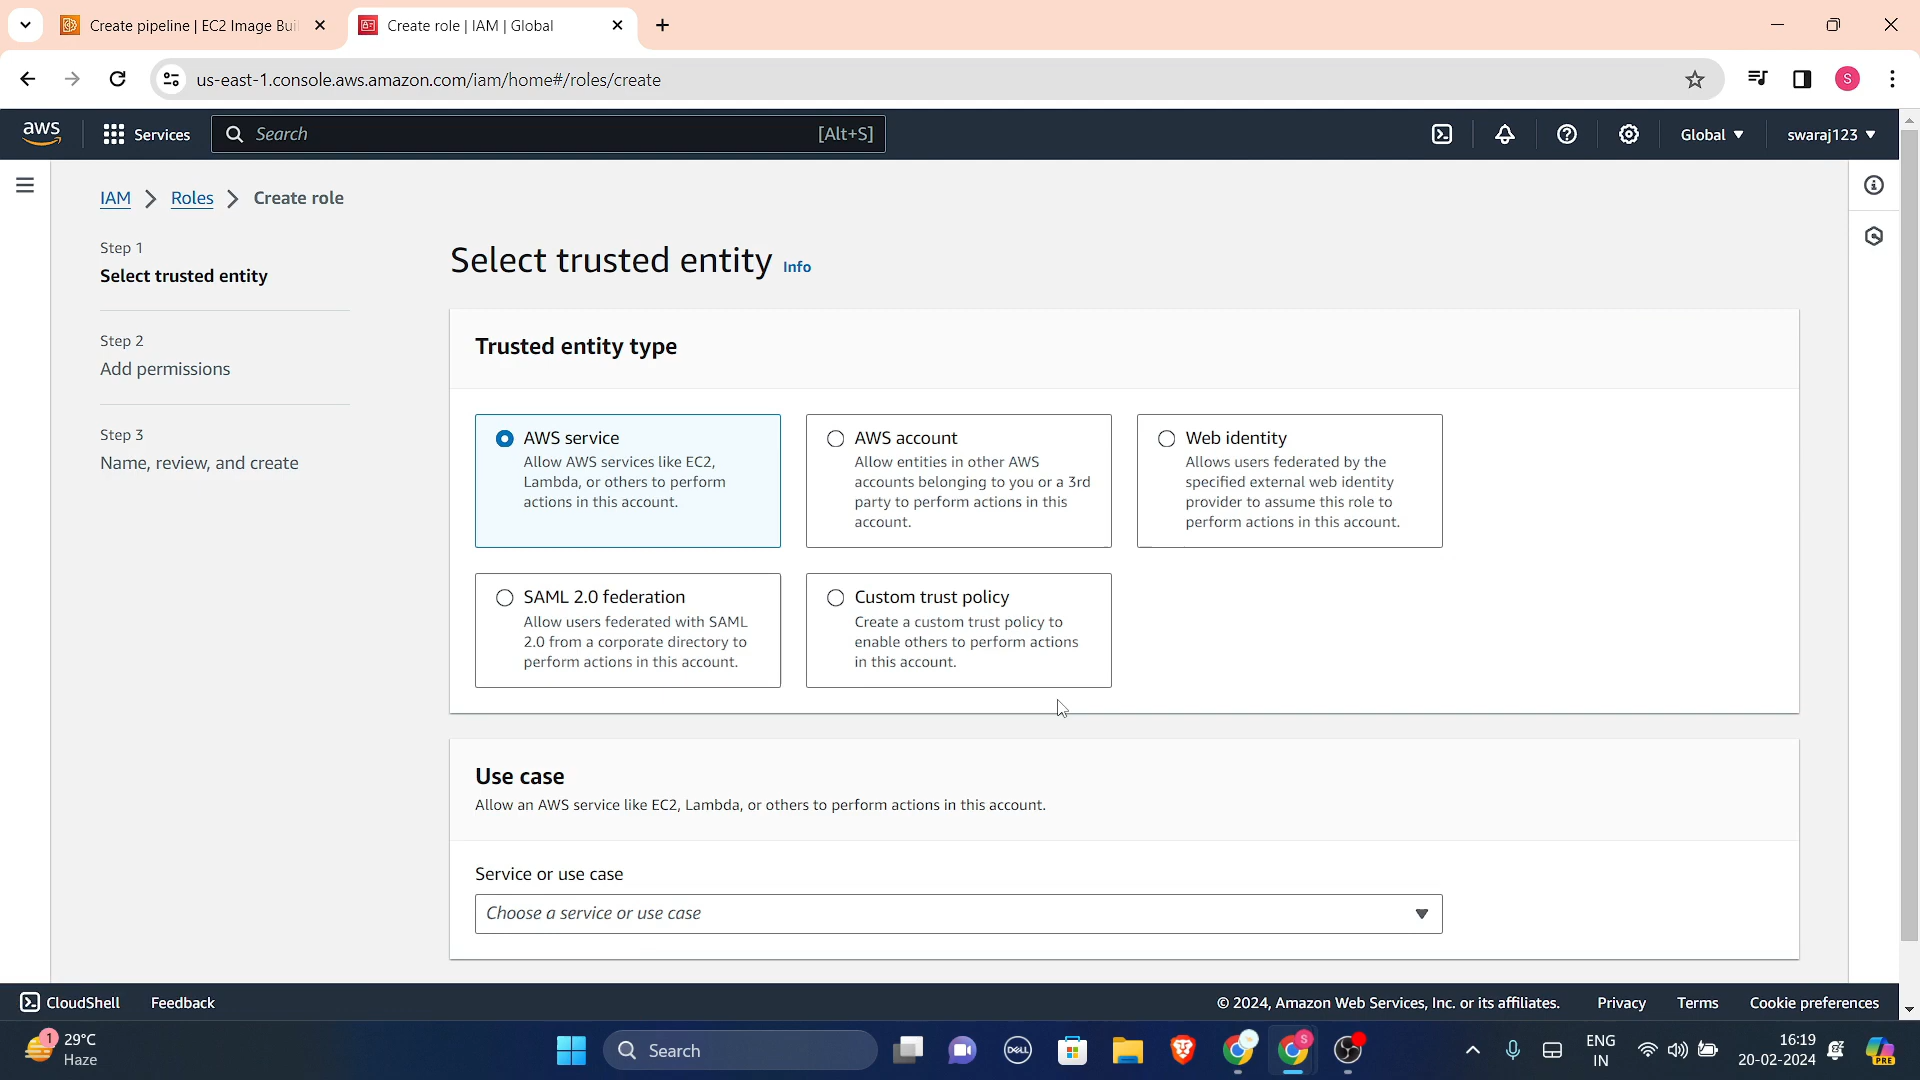 Create pipeline | EC2 Image Bui
Create role | IAM | Global
us-east-1.console.aws.amazon.com/iam/home#/roles/create
S
aws
Services
Search
[Alt+S]
Global
swaraj123
IAM
Roles
Create role
Step 1
Select trusted entity
Step 2
Add permissions
Step 3
Name, review, and create
Select trusted entity Info
Trusted entity type
AWS service
Allow AWS services like EC2,
Lambda, or others to perform
actions in this account.
AWS account
Allow entities in other AWS
accounts belonging to you or a 3rd
party to perform actions in this
account.
Web identity
Allows users federated by the
specified external web identity
provider to assume this role to
perform actions in this account.
SAML 2.0 federation
Allow users federated with SAML
2.0 from a corporate directory to
perform actions in this account.
Custom trust policy
Create a custom trust policy to
enable others to perform actions
in this account.
Use case
Allow an AWS service like EC2, Lambda, or others to perform actions in this account.
Service or use case
Choose a service or use case
CloudShell
Feedback
© 2024, Amazon Web Services, Inc. or its affiliates.
Privacy
Terms
Cookie preferences
1
29°C
Haze
Search
DELL
S
ENG
IN
16:19
20-02-2024
PRE